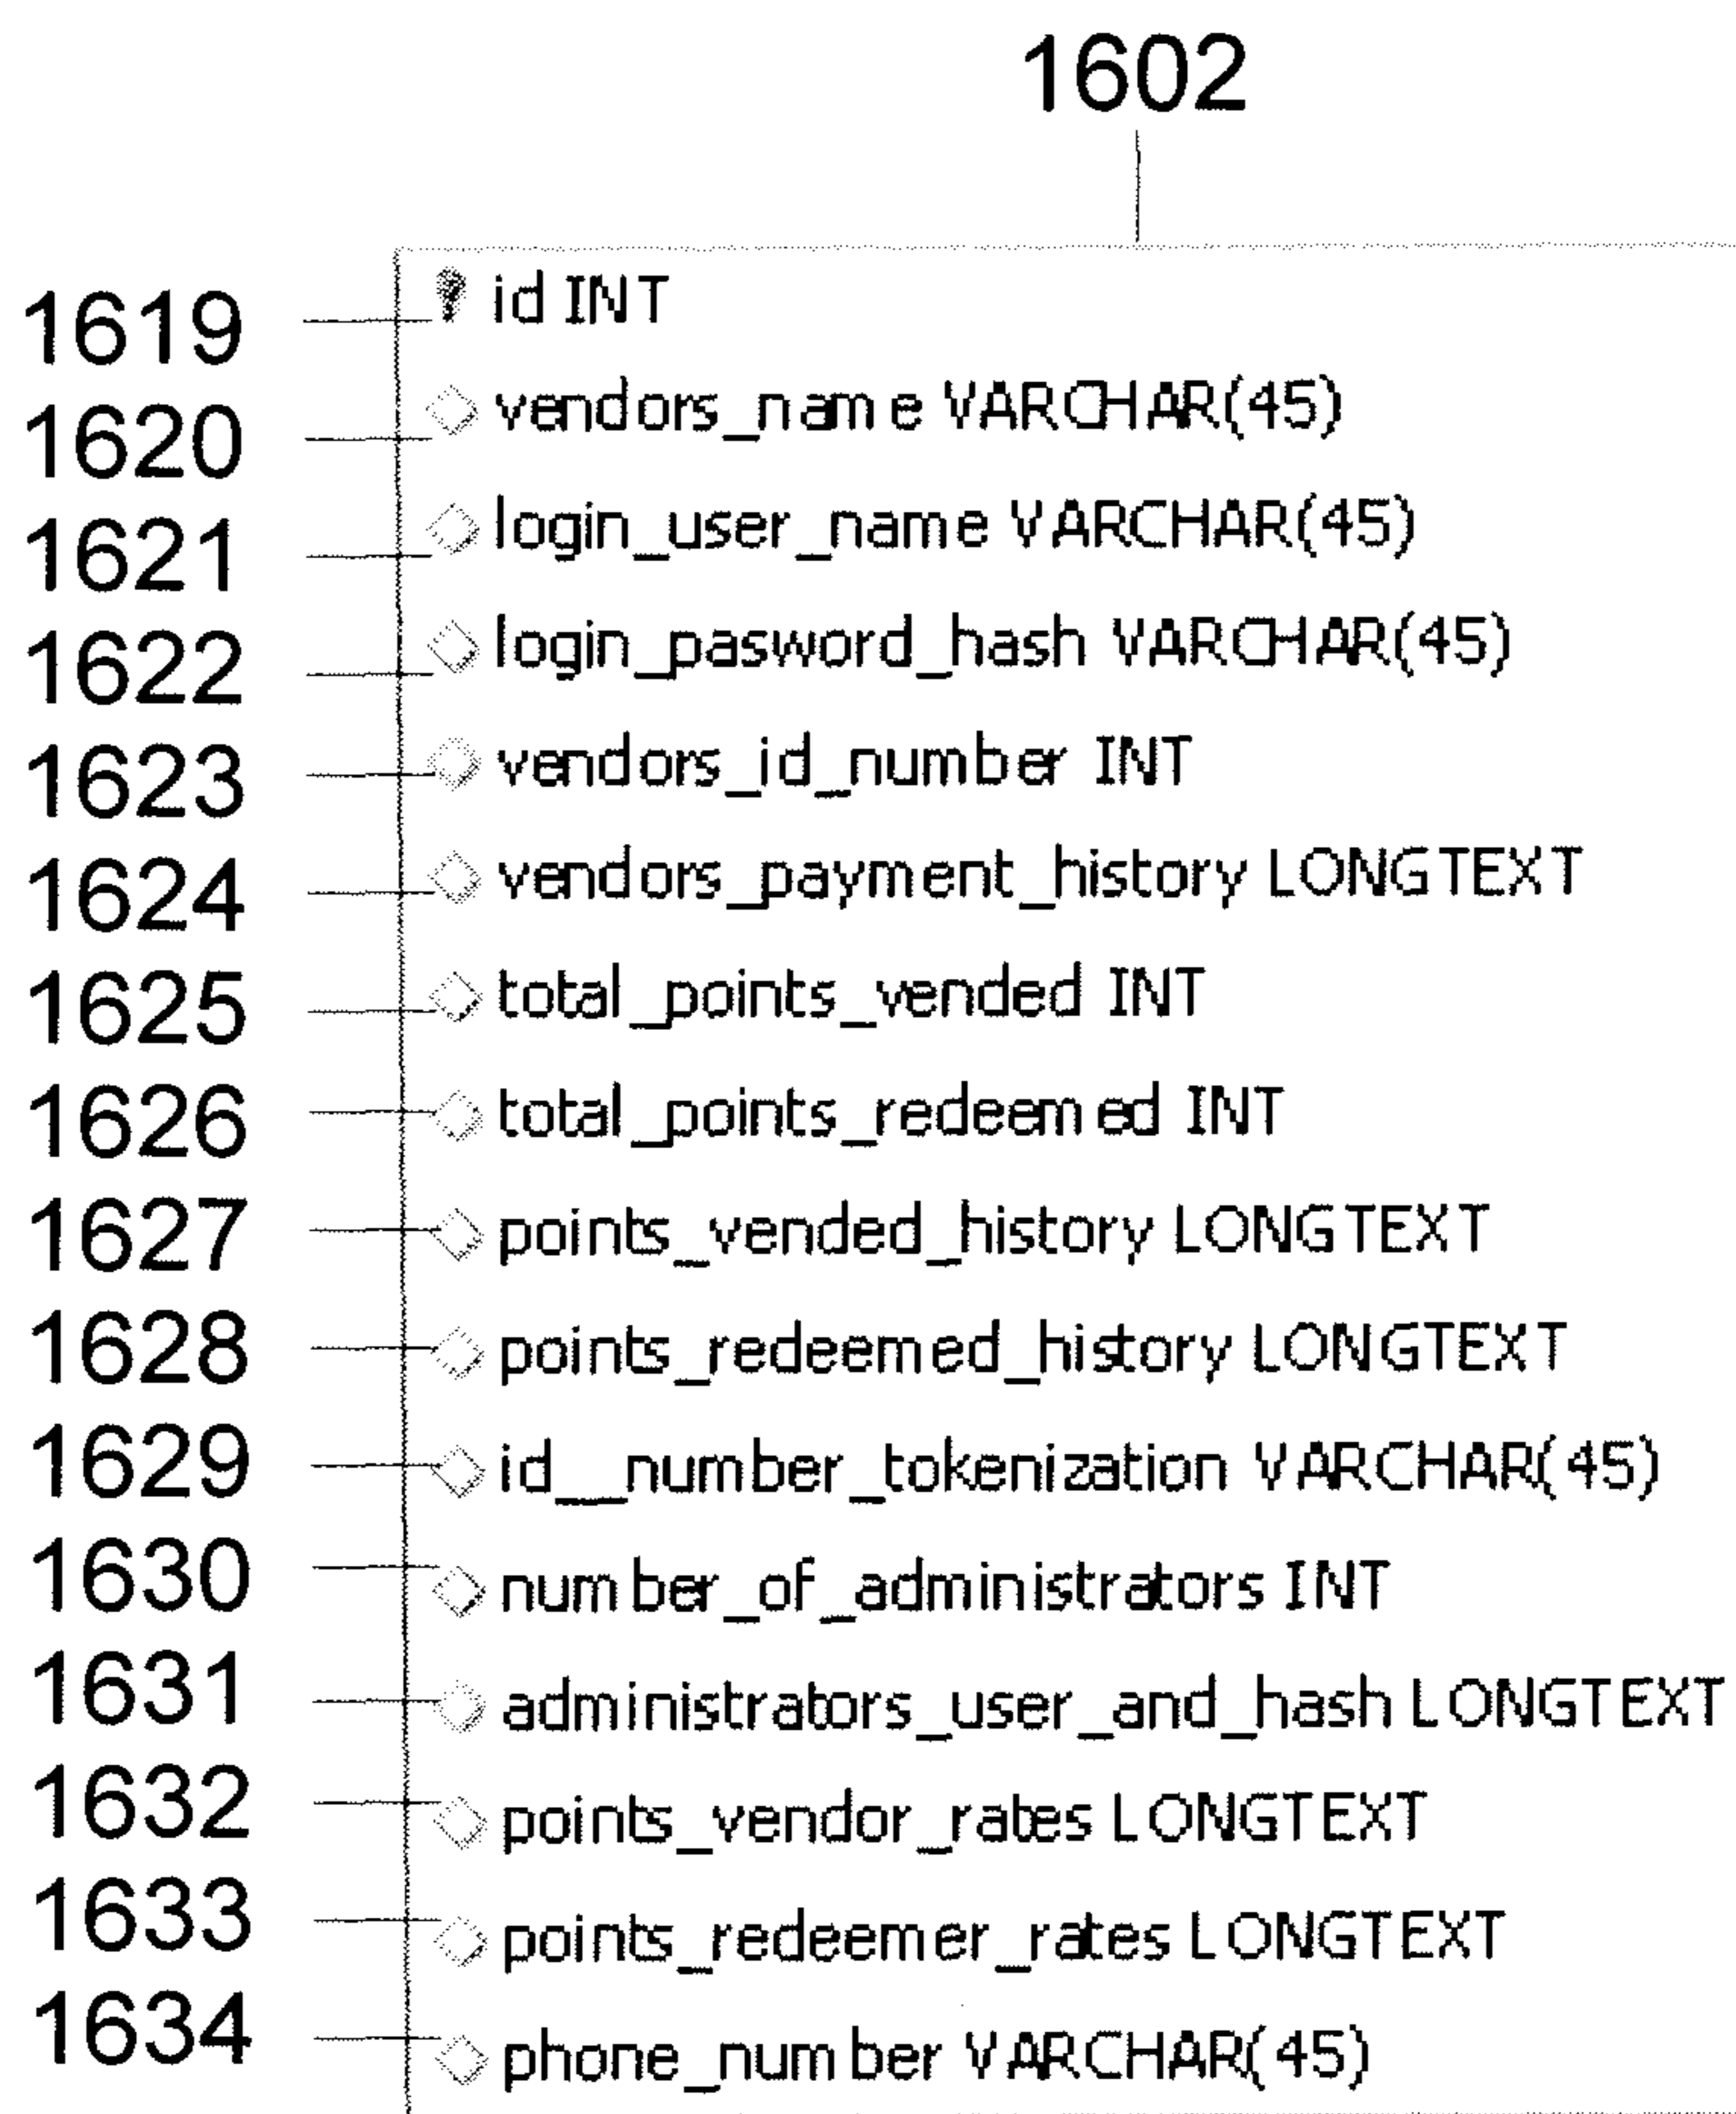 1602
1619 id INT
1620 vendors_name VARCHAR(45)
1621 login_user_name VARCHAR(45)
1622 login_pasword_hash VARCHAR(45)
1623 vendors_id_number INT
1624 vendors_payment_history LONGTEXT
1625 total_points_vended INT
1626 total_points_redeemed INT
1627 points_vended_history LONGTEXT
1628 points_redeemed_history LONGTEXT
1629 id__number_tokenization VARCHAR(45)
1630 number_of_administrators INT
1631 administrators_user_and_hash LONGTEXT
1632 points_vendor_rates LONGTEXT
1633 points_redeemer_rates LONGTEXT
1634 phone_number VARCHAR(45)